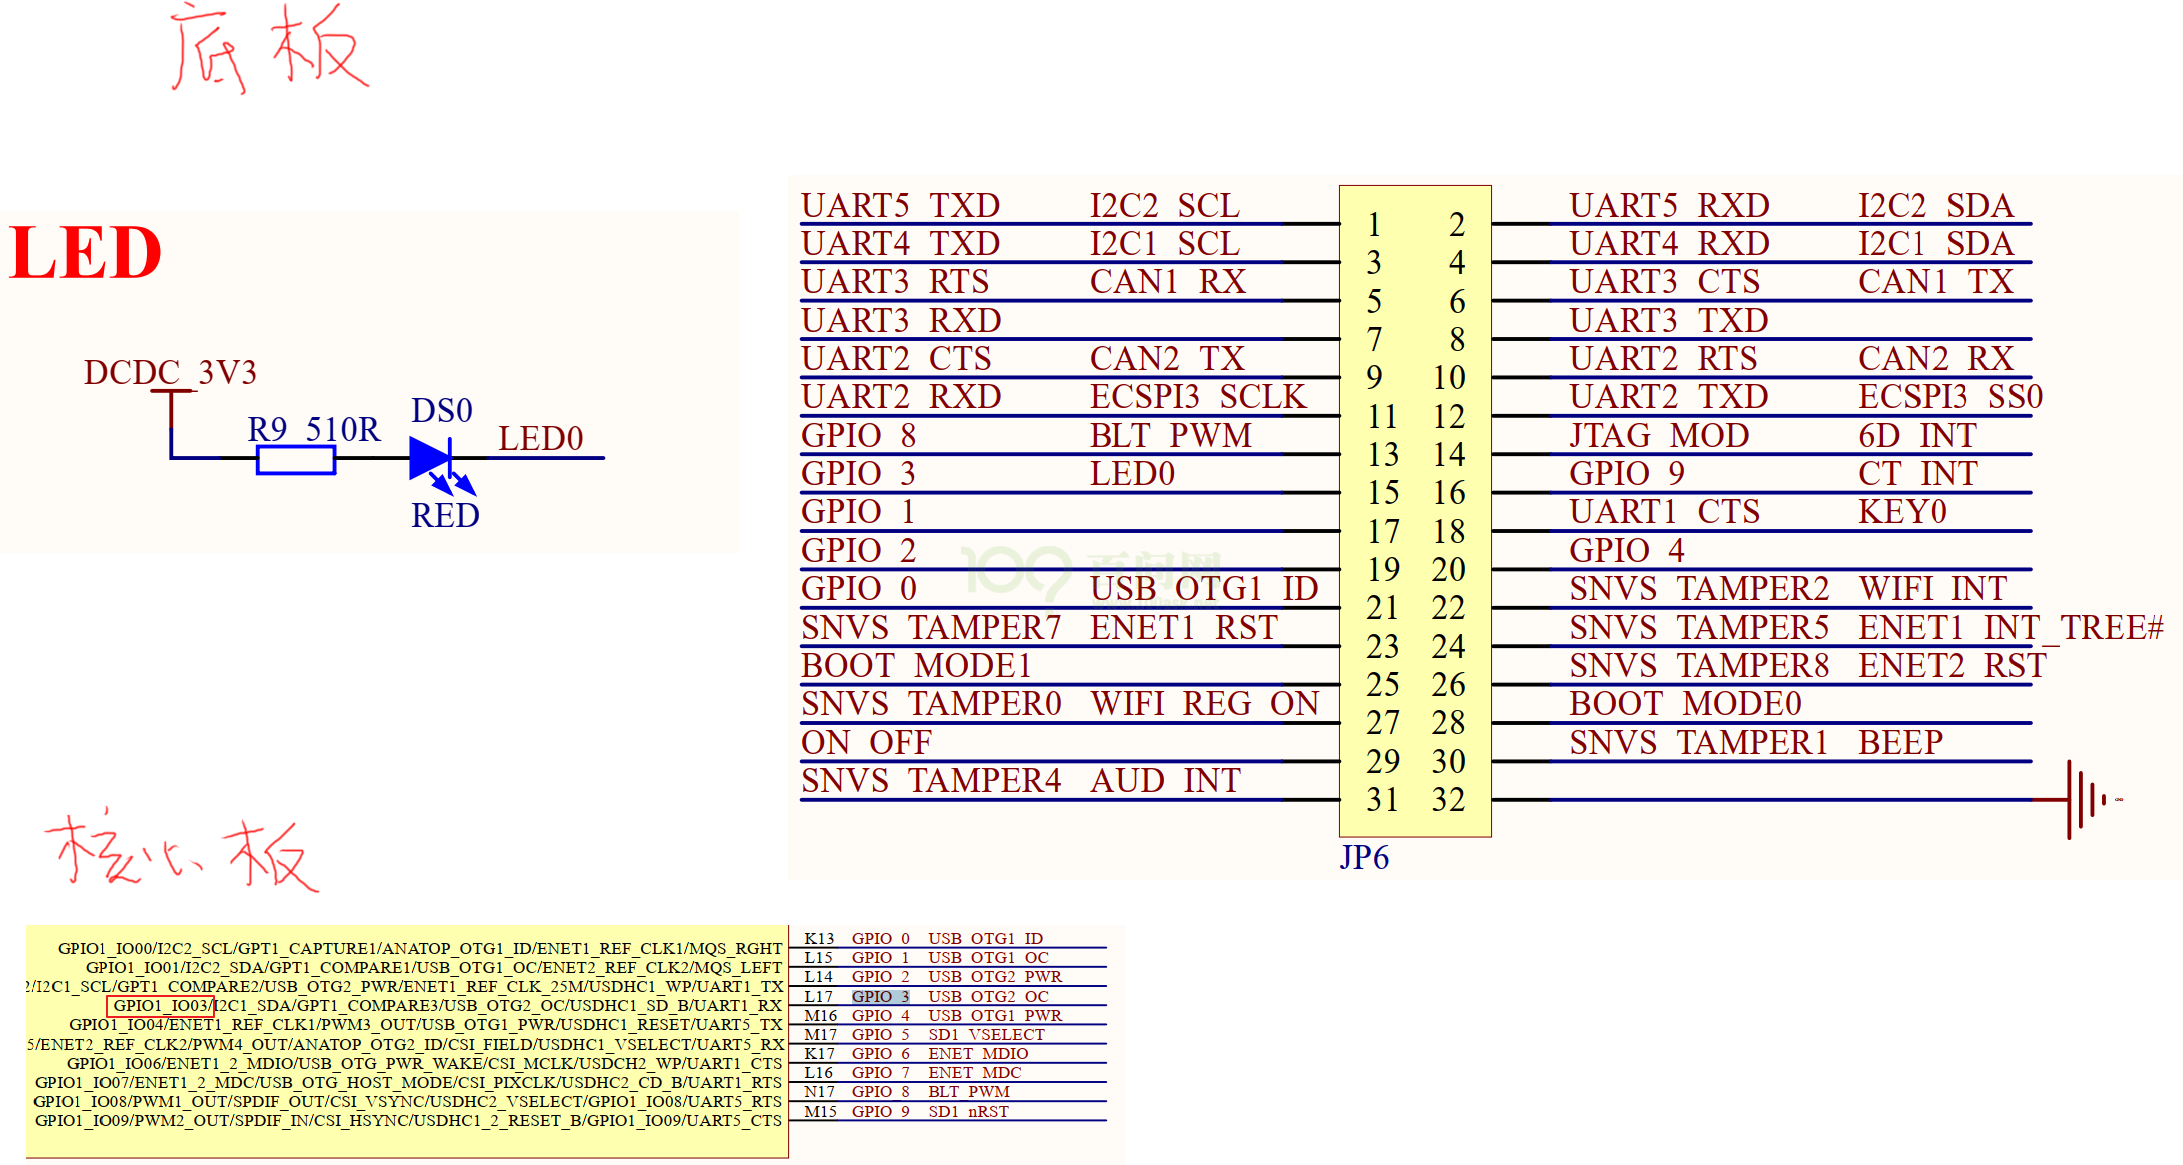 底板
LED
DCDC_3V3
R9 510R
DS0
LED0
RED
UART5 TXD I2C2 SCL 1 2 UART5 RXD I2C2 SDA
UART4 TXD I2C1 SCL 3 4 UART4 RXD I2C1 SDA
UART3 RTS CAN1 RX 5 6 UART3 CTS CAN1 TX
UART3 RXD 7 8 UART3 TXD
UART2 CTS CAN2 TX 9 10 UART2 RTS CAN2 RX
UART2 RXD ECSPI3 SCLK 11 12 UART2 TXD ECSPI3 SS0
GPIO 8 BLT PWM 13 14 JTAG MOD 6D INT
GPIO 3 LED0 15 16 GPIO 9 CT INT
GPIO 1 17 18 UART1 CTS KEY0
GPIO 2 19 20 GPIO 4
GPIO 0 USB OTG1 ID 21 22 SNVS TAMPER2 WIFI INT
SNVS TAMPER7 ENET1 RST 23 24 SNVS TAMPER5 ENET1 INT_TREE#
BOOT MODE1 25 26 SNVS TAMPER8 ENET2 RST
SNVS TAMPER0 WIFI REG ON 27 28 BOOT MODE0
ON OFF 29 30 SNVS TAMPER1 BEEP
SNVS TAMPER4 AUD INT 31 32
JP6
百问网
核心板
GPIO1_IO00/I2C2_SCL/GPT1_CAPTURE1/ANATOP_OTG1_ID/ENET1_REF_CLK1/MQS_RGHT K13 GPIO 0 USB OTG1 ID
GPIO1_IO01/I2C2_SDA/GPT1_COMPARE1/USB_OTG1_OC/ENET2_REF_CLK2/MQS_LEFT L15 GPIO 1 USB OTG1 OC
2/I2C1_SCL/GPT1_COMPARE2/USB_OTG2_PWR/ENET1_REF_CLK_25M/USDHC1_WP/UART1_TX L14 GPIO 2 USB OTG2 PWR
GPIO1_IO03/I2C1_SDA/GPT1_COMPARE3/USB_OTG2_OC/USDHC1_SD_B/UART1_RX L17 GPIO 3 USB OTG2 OC
GPIO1_IO04/ENET1_REF_CLK1/PWM3_OUT/USB_OTG1_PWR/USDHC1_RESET/UART5_TX M16 GPIO 4 USB OTG1 PWR
5/ENET2_REF_CLK2/PWM4_OUT/ANATOP_OTG2_ID/CSI_FIELD/USDHC1_VSELECT/UART5_RX M17 GPIO 5 SD1 VSELECT
GPIO1_IO06/ENET1_2_MDIO/USB_OTG_PWR_WAKE/CSI_MCLK/USDCH2_WP/UART1_CTS K17 GPIO 6 ENET MDIO
GPIO1_IO07/ENET1_2_MDC/USB_OTG_HOST_MODE/CSI_PIXCLK/USDHC2_CD_B/UART1_RTS L16 GPIO 7 ENET MDC
GPIO1_IO08/PWM1_OUT/SPDIF_OUT/CSI_VSYNC/USDHC2_VSELECT/GPIO1_IO08/UART5_RTS N17 GPIO 8 BLT PWM
GPIO1_IO09/PWM2_OUT/SPDIF_IN/CSI_HSYNC/USDHC1_2_RESET_B/GPIO1_IO09/UART5_CTS M15 GPIO 9 SD1 nRST